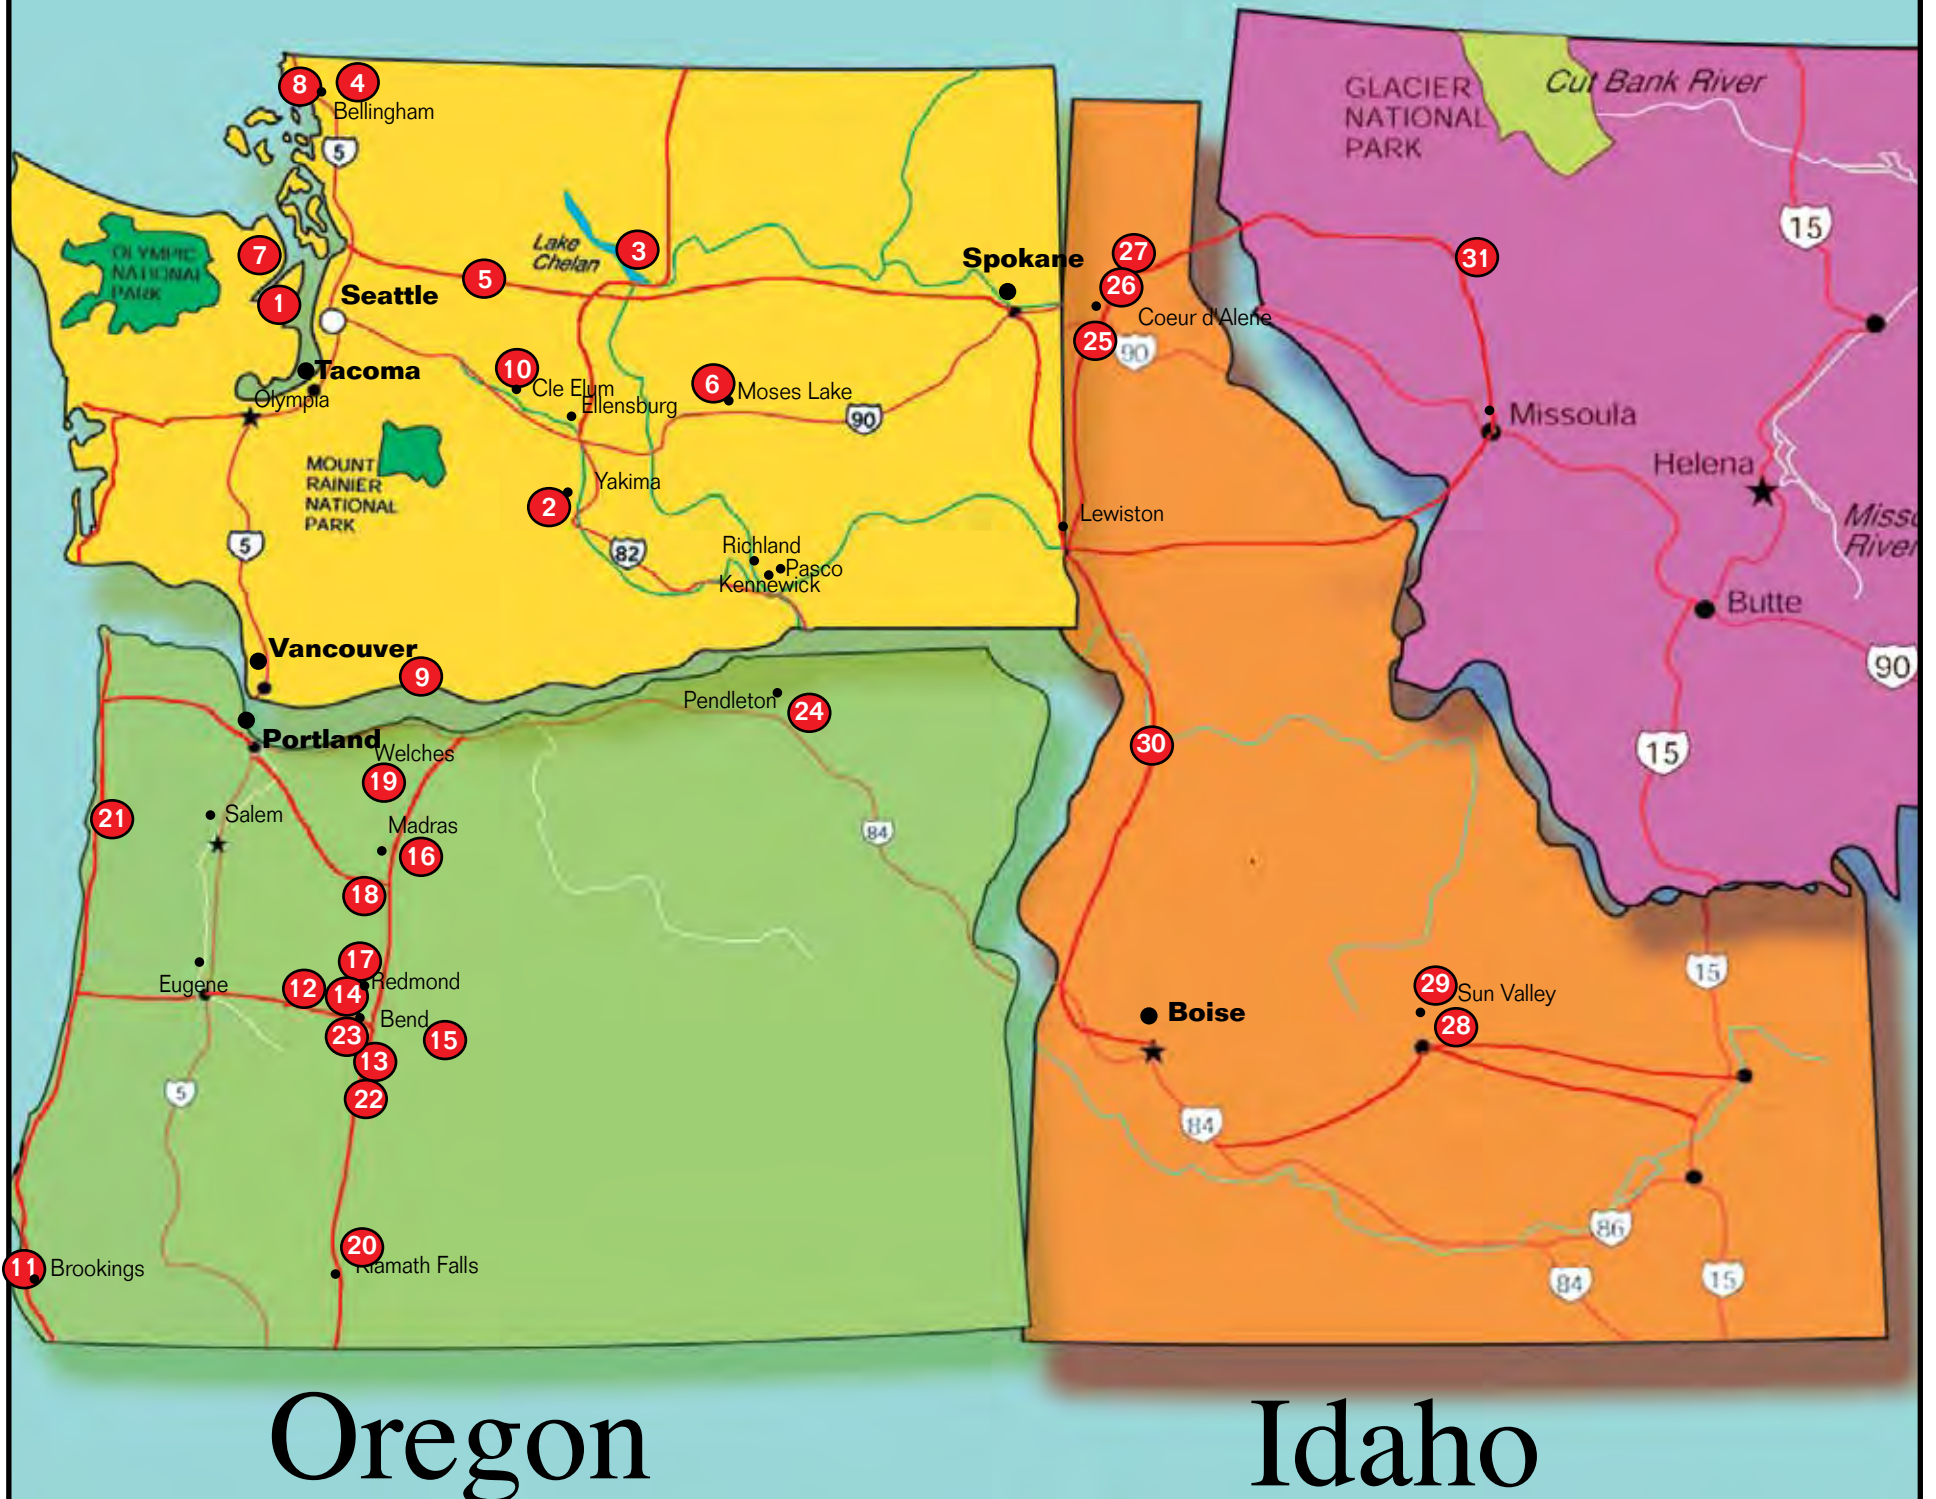 8
4
Bellingham
5
GLACIER
NATIONAL
PARK
Cut Bank River
15
OLYMPIC
NATIONAL
PARK
7
1
Seattle
5
Lake
Chelan
3
Spokane
27
26
Coeur d'Alene
25
90
31
Tacoma
Olympia
10
Cle Elum
Ellensburg
6
Moses Lake
90
Missoula
Helena
MOUNT
RAINIER
NATIONAL
PARK
2
Yakima
5
82
Richland
Pasco
Kennewick
Lewiston
Misso
River
Butte
90
15
Vancouver
9
Portland
Welches
19
Pendleton
24
30
21
Salem
Madras
16
18
84
17
Redmond
12
14
Eugene
Bend
23
15
13
22
5
Boise
29
Sun Valley
28
15
84
86
84
15
20
Klamath Falls
11
Brookings
Oregon
Idaho